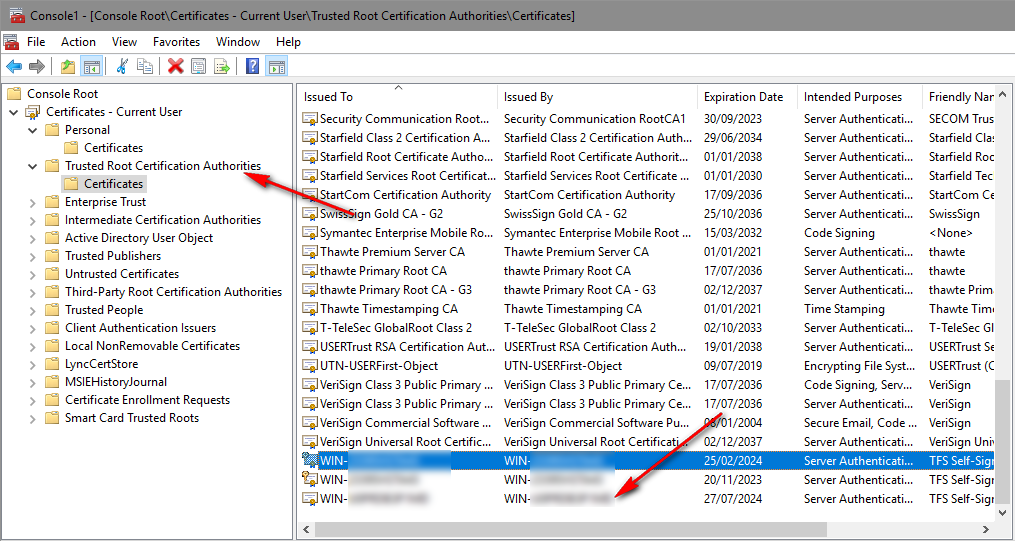 Console1 - [Console Root\Certificates - Current User\Trusted Root Certification Authorities\Certificates]
File Action View Favorites Window Help
Console Root
Certificates - Current User
Personal
Certificates
Trusted Root Certification Authorities
Certificates
Enterprise Trust
Intermediate Certification Authorities
Active Directory User Object
Trusted Publishers
Untrusted Certificates
Third-Party Root Certification Authorities
Trusted People
Client Authentication Issuers
Local NonRemovable Certificates
LyncCertStore
MSIEHistoryJournal
Certificate Enrollment Requests
Smart Card Trusted Roots
Issued To Issued By Expiration Date Intended Purposes Friendly Nar
Security Communication Root... Security Communication RootCA1 30/09/2023 Server Authenticati... SECOM Trus
Starfield Class 2 Certification A... Starfield Class 2 Certification Auth... 29/06/2034 Server Authenticati... Starfield Cl
Starfield Root Certificate Autho... Starfield Root Certificate Authorit... 01/01/2038 Server Authenticati... Starfield Ro
Starfield Services Root Certificat... Starfield Services Root Certificate ... 01/01/2030 Server Authenticati... Starfield Tec
StartCom Certification Authority StartCom Certification Authority 17/09/2036 Server Authenticati... StartCom C
SwissSign Gold CA - G2 SwissSign Gold CA - G2 25/10/2036 Server Authenticati... SwissSign
Symantec Enterprise Mobile Ro... Symantec Enterprise Mobile Root ... 15/03/2032 Code Signing <None>
Thawte Premium Server CA Thawte Premium Server CA 01/01/2021 Server Authenticati... thawte
thawte Primary Root CA thawte Primary Root CA 17/07/2036 Server Authenticati... thawte
thawte Primary Root CA - G3 thawte Primary Root CA - G3 02/12/2037 Server Authenticati... thawte Prim
Thawte Timestamping CA Thawte Timestamping CA 01/01/2021 Time Stamping Thawte Tim
T-TeleSec GlobalRoot Class 2 T-TeleSec GlobalRoot Class 2 02/10/2033 Server Authenticati... T-TeleSec Gl
USERTrust RSA Certification Aut... USERTrust RSA Certification Auth... 19/01/2038 Server Authenticati... USERTrust
UTN-USERFirst-Object UTN-USERFirst-Object 09/07/2019 Encrypting File Syst... USERTrust (
VeriSign Class 3 Public Primary ... VeriSign Class 3 Public Primary Ce... 17/07/2036 Code Signing, Serv... VeriSign
VeriSign Class 3 Public Primary ... VeriSign Class 3 Public Primary Ce... 17/07/2036 Server Authenticati... VeriSign
VeriSign Commercial Software ... VeriSign Commercial Software Pu... /01/2004 Secure Email, Code ... VeriSign
VeriSign Universal Root Certific... VeriSign Universal Root Certificati... 02/12/2037 Server Authenticati... VeriSign Uni
WIN- WIN- 25/02/2024 Server Authenticati... TFS Self-Sign
WIN- WIN- 20/11/2023 Server Authenticati... TFS Self-Sign
WIN- WIN- 27/07/2024 Server Authenticati... TFS Self-Sign